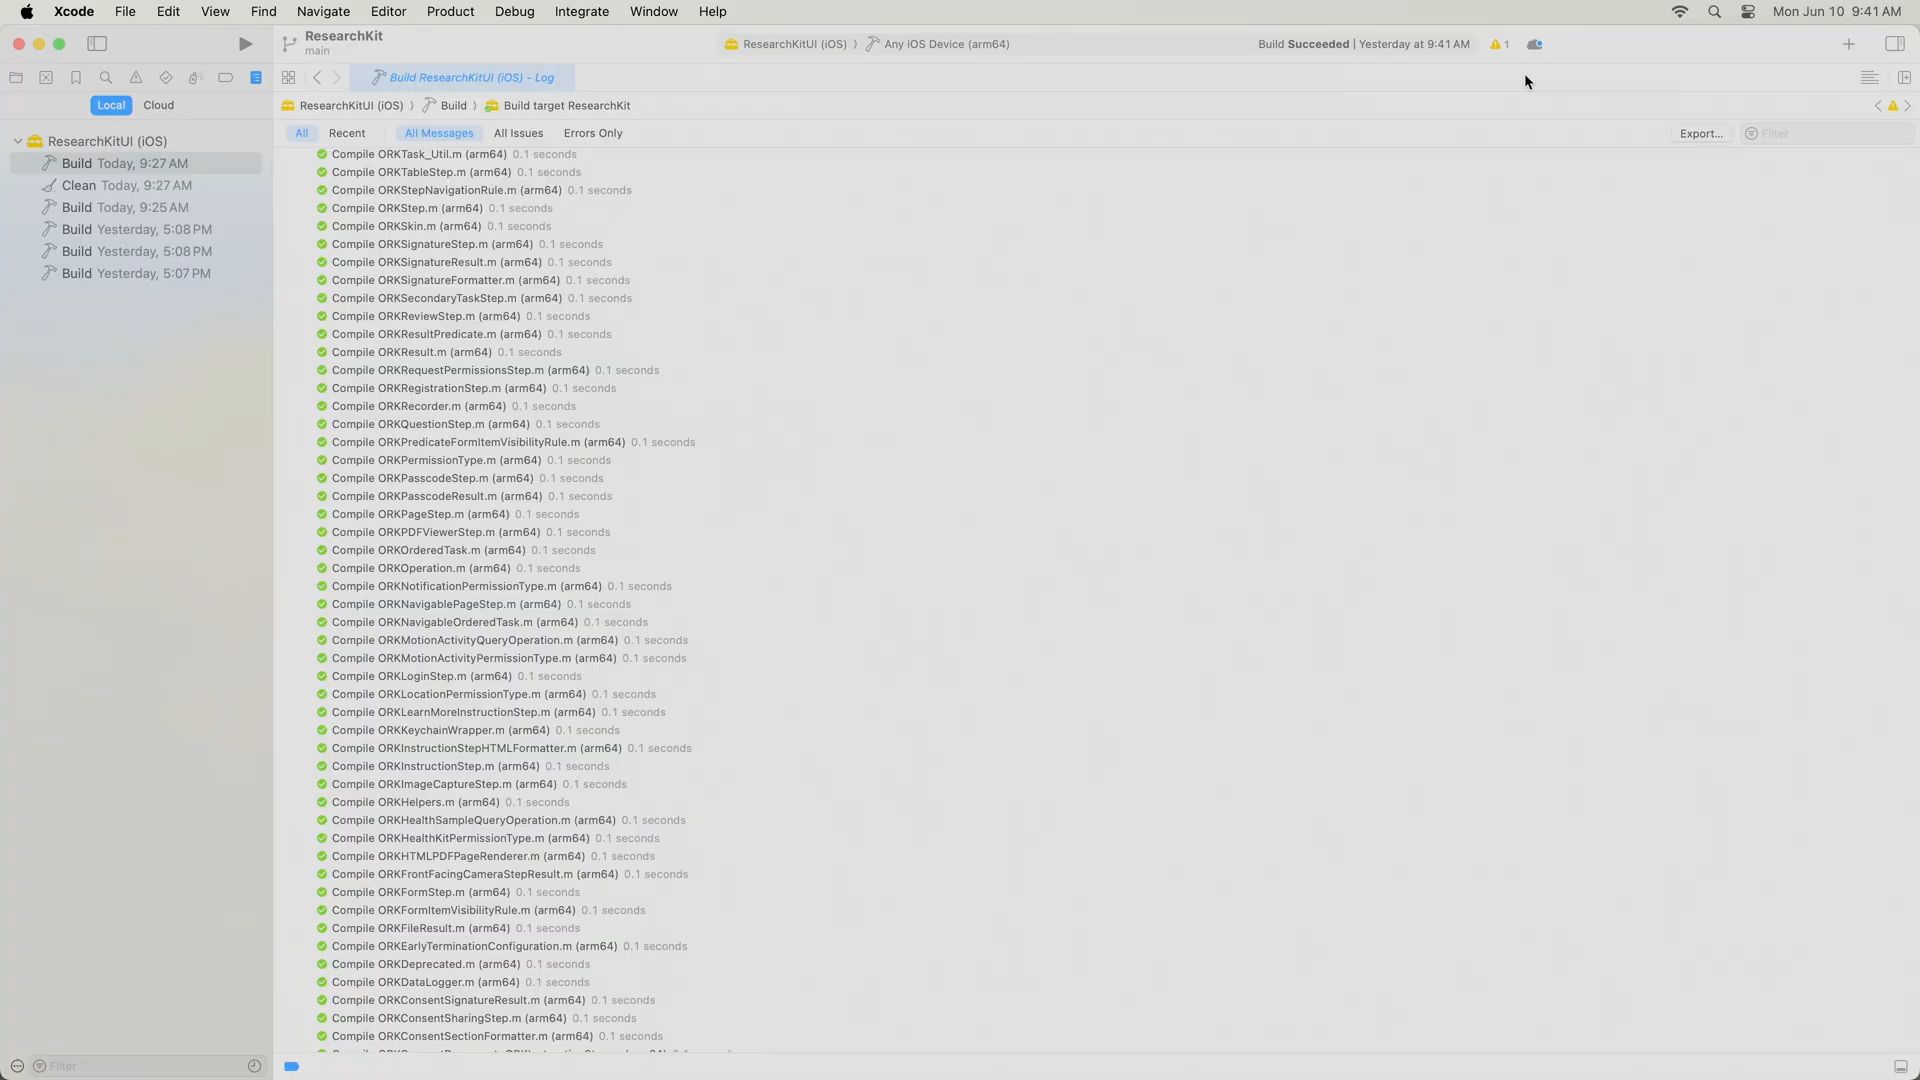 Xcode File Edit View Find Navigate Editor Product Debug Integrate Window Help Mon Jun 10 9:41 AM
ResearchKit
main
ResearchKitUI (iOS) Any iOS Device (arm64) Build Succeeded | Yesterday at 9:41 AM 1
Build ResearchKitUI (iOS) - Log
Local Cloud
ResearchKitUI (iOS) Build Build target ResearchKit
All Recent All Messages All Issues Errors Only Export... Filter
ResearchKitUI (iOS)
Build Today, 9:27 AM
Clean Today, 9:27 AM
Build Today, 9:25 AM
Build Yesterday, 5:08 PM
Build Yesterday, 5:08 PM
Build Yesterday, 5:07 PM
Compile ORKTask_Util.m (arm64) 0.1 seconds
Compile ORKTableStep.m (arm64) 0.1 seconds
Compile ORKStepNavigationRule.m (arm64) 0.1 seconds
Compile ORKStep.m (arm64) 0.1 seconds
Compile ORKSkin.m (arm64) 0.1 seconds
Compile ORKSignatureStep.m (arm64) 0.1 seconds
Compile ORKSignatureResult.m (arm64) 0.1 seconds
Compile ORKSignatureFormatter.m (arm64) 0.1 seconds
Compile ORKSecondaryTaskStep.m (arm64) 0.1 seconds
Compile ORKReviewStep.m (arm64) 0.1 seconds
Compile ORKResultPredicate.m (arm64) 0.1 seconds
Compile ORKResult.m (arm64) 0.1 seconds
Compile ORKRequestPermissionsStep.m (arm64) 0.1 seconds
Compile ORKRegistrationStep.m (arm64) 0.1 seconds
Compile ORKRecorder.m (arm64) 0.1 seconds
Compile ORKQuestionStep.m (arm64) 0.1 seconds
Compile ORKPredicateFormItemVisibilityRule.m (arm64) 0.1 seconds
Compile ORKPermissionType.m (arm64) 0.1 seconds
Compile ORKPasscodeStep.m (arm64) 0.1 seconds
Compile ORKPasscodeResult.m (arm64) 0.1 seconds
Compile ORKPageStep.m (arm64) 0.1 seconds
Compile ORKPDFViewerStep.m (arm64) 0.1 seconds
Compile ORKOrderedTask.m (arm64) 0.1 seconds
Compile ORKOperation.m (arm64) 0.1 seconds
Compile ORKNotificationPermissionType.m (arm64) 0.1 seconds
Compile ORKNavigablePageStep.m (arm64) 0.1 seconds
Compile ORKNavigableOrderedTask.m (arm64) 0.1 seconds
Compile ORKMotionActivityQueryOperation.m (arm64) 0.1 seconds
Compile ORKMotionActivityPermissionType.m (arm64) 0.1 seconds
Compile ORKLoginStep.m (arm64) 0.1 seconds
Compile ORKLocationPermissionType.m (arm64) 0.1 seconds
Compile ORKLearnMoreInstructionStep.m (arm64) 0.1 seconds
Compile ORKKeychainWrapper.m (arm64) 0.1 seconds
Compile ORKInstructionStepHTMLFormatter.m (arm64) 0.1 seconds
Compile ORKInstructionStep.m (arm64) 0.1 seconds
Compile ORKImageCaptureStep.m (arm64) 0.1 seconds
Compile ORKHelpers.m (arm64) 0.1 seconds
Compile ORKHealthSampleQueryOperation.m (arm64) 0.1 seconds
Compile ORKHealthKitPermissionType.m (arm64) 0.1 seconds
Compile ORKHTMLPDFPageRenderer.m (arm64) 0.1 seconds
Compile ORKFrontFacingCameraStepResult.m (arm64) 0.1 seconds
Compile ORKFormStep.m (arm64) 0.1 seconds
Compile ORKFormItemVisibilityRule.m (arm64) 0.1 seconds
Compile ORKFileResult.m (arm64) 0.1 seconds
Compile ORKEarlyTerminationConfiguration.m (arm64) 0.1 seconds
Compile ORKDeprecated.m (arm64) 0.1 seconds
Compile ORKDataLogger.m (arm64) 0.1 seconds
Compile ORKConsentSignatureResult.m (arm64) 0.1 seconds
Compile ORKConsentSharingStep.m (arm64) 0.1 seconds
Compile ORKConsentSectionFormatter.m (arm64) 0.1 seconds
Filter